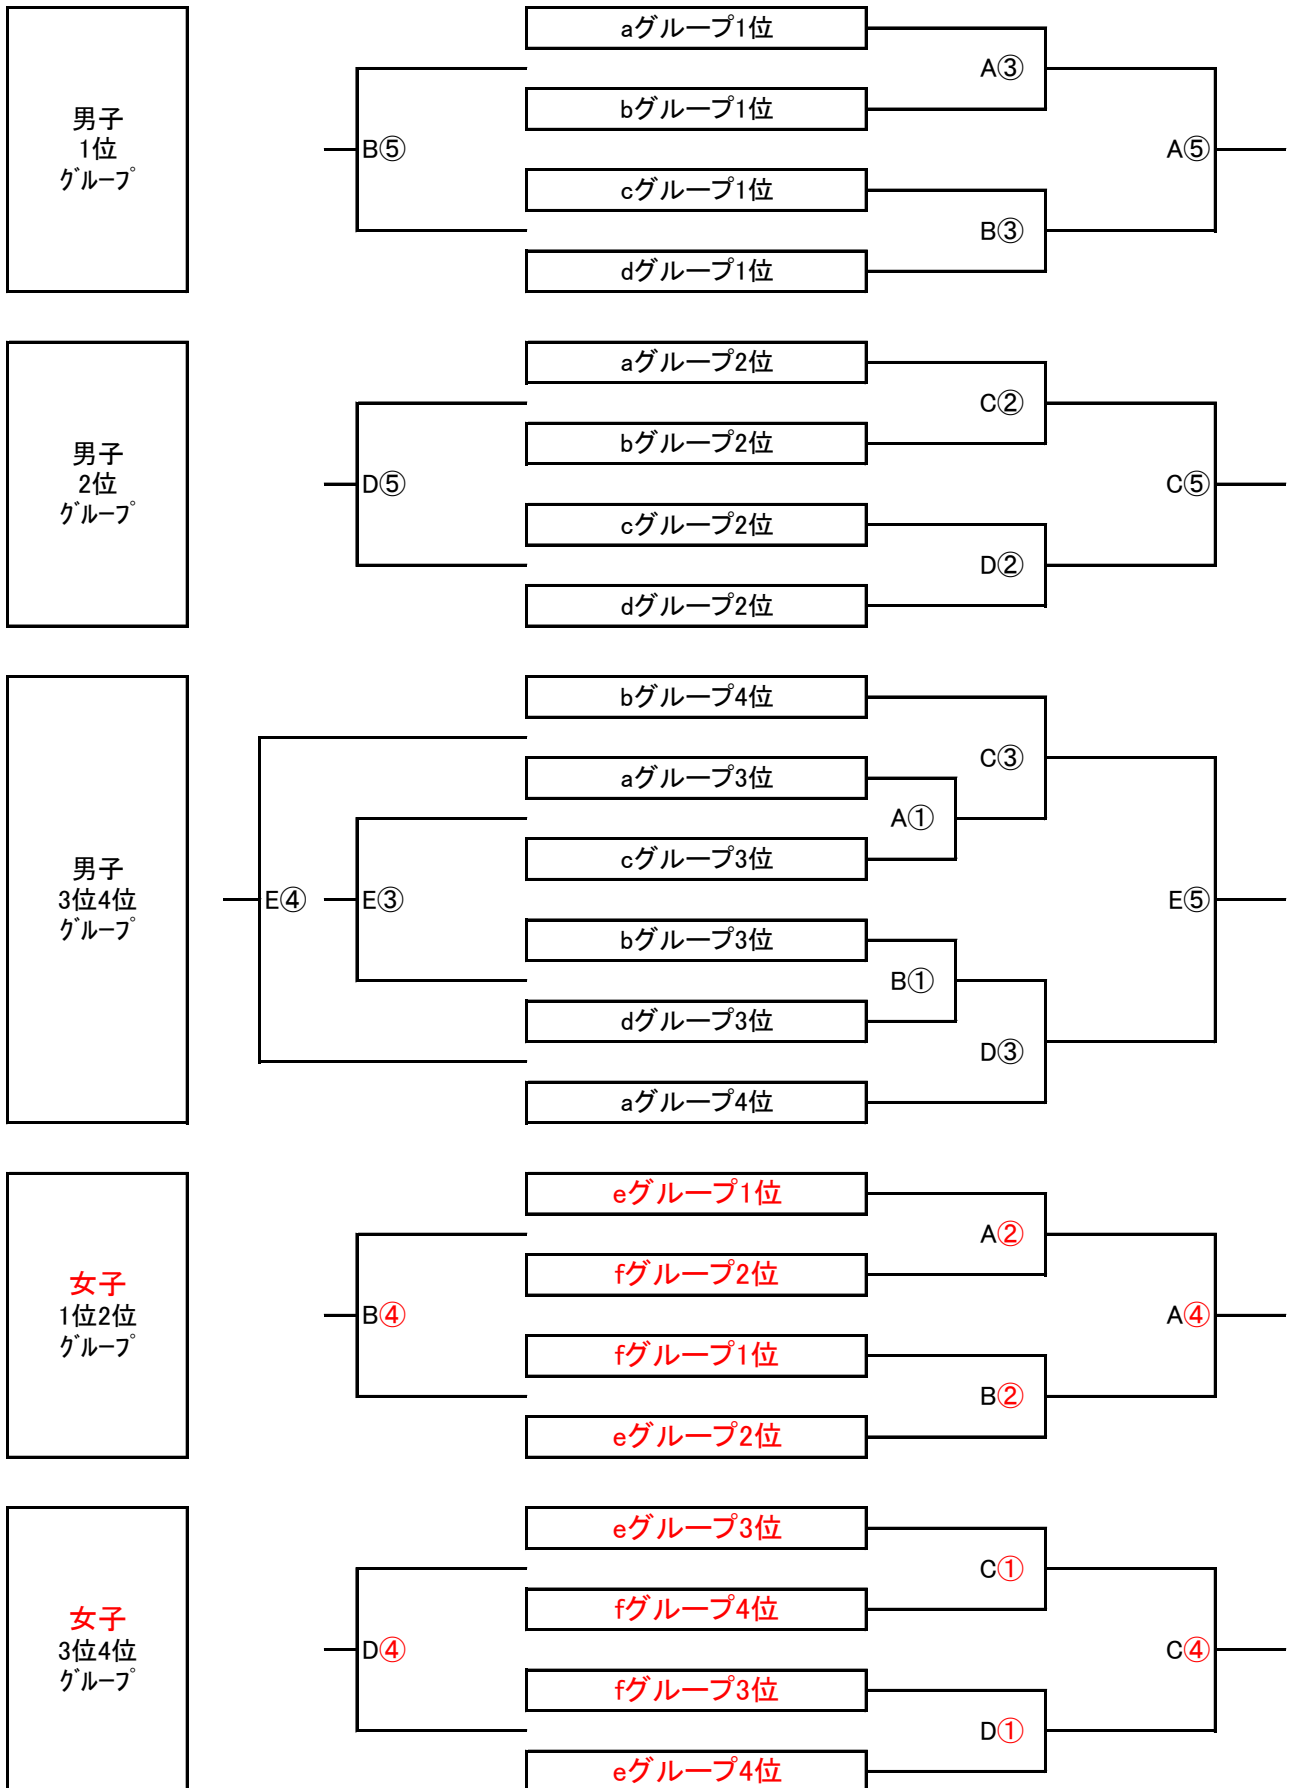 男子
1位
ｸﾞﾙｰﾌﾟ
aグループ1位
A③
bグループ1位
B⑤
A⑤
cグループ1位
B③
dグループ1位
男子
2位
ｸﾞﾙｰﾌﾟ
aグループ2位
C②
bグループ2位
D⑤
C⑤
cグループ2位
D②
dグループ2位
男子
3位4位
ｸﾞﾙｰﾌﾟ
bグループ4位
C③
aグループ3位
A①
cグループ3位
E④
E③
E⑤
bグループ3位
B①
dグループ3位
D③
aグループ4位
女子
1位2位
ｸﾞﾙｰﾌﾟ
eグループ1位
A②
fグループ2位
B④
A④
fグループ1位
B②
eグループ2位
女子
3位4位
ｸﾞﾙｰﾌﾟ
eグループ3位
C①
fグループ4位
D④
C④
fグループ3位
D①
eグループ4位